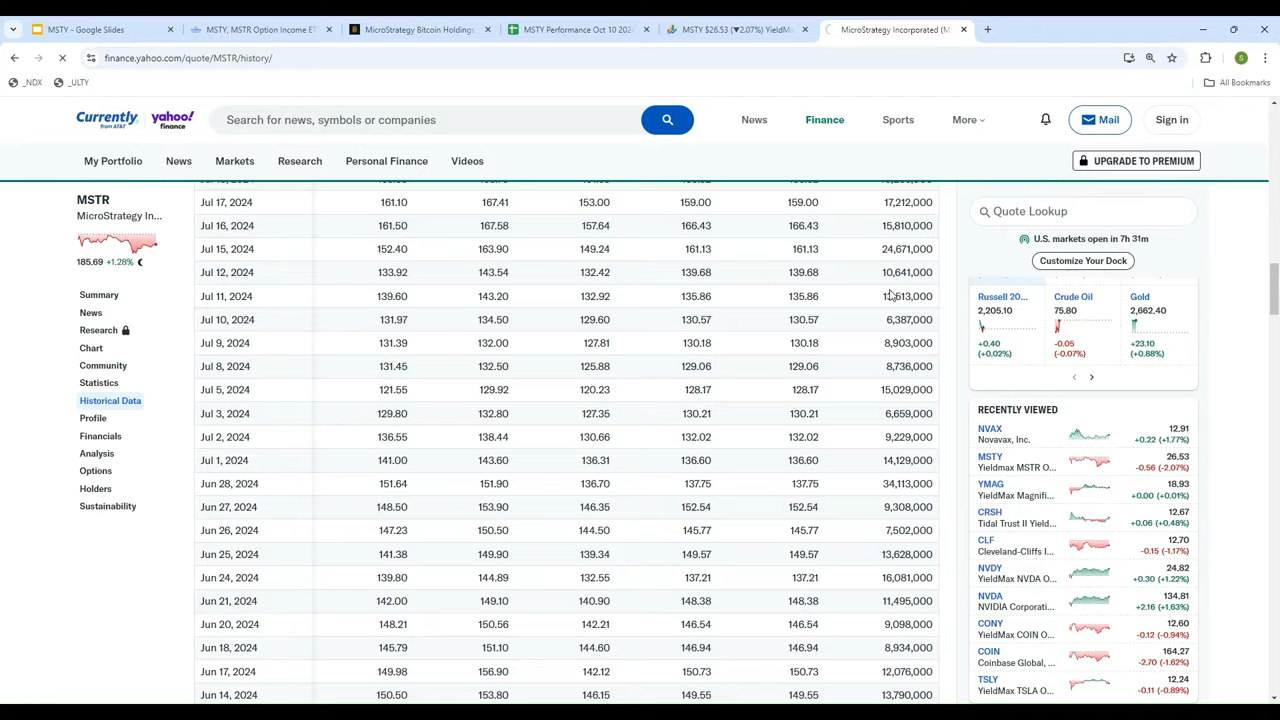 MSTY - Google Slides
MSTY, MSTR Option Income ET
MicroStrategy Bitcoin Holdings
MSTY Performance Oct 10 202
MSTY $26.53 (▼2.07%) YieldM
MicroStrategy Incorporated (M
finance.yahoo.com/quote/MSTR/history/
S
_NDX
_ULTY
All Bookmarks
Currently
from AT&T
yahoo!
finance
Search for news, symbols or companies
News
Finance
Sports
More
Mail
Sign in
My Portfolio
News
Markets
Research
Personal Finance
Videos
UPGRADE TO PREMIUM
MSTR
MicroStrategy In...
185.69 +1.28%
Summary
News
Research
Chart
Community
Statistics
Historical Data
Profile
Financials
Analysis
Options
Holders
Sustainability
Jul 17, 2024 161.10 167.41 153.00 159.00 159.00 17,212,000
Jul 16, 2024 161.50 167.58 157.64 166.43 166.43 15,810,000
Jul 15, 2024 152.40 163.90 149.24 161.13 161.13 24,671,000
Jul 12, 2024 133.92 143.54 132.42 139.68 139.68 10,641,000
Jul 11, 2024 139.60 143.20 132.92 135.86 135.86
Jul 10, 2024 131.97 134.50 129.60 130.57 130.57 6,387,000
Jul 9, 2024 131.39 132.00 127.81 130.18 130.18 8,903,000
Jul 8, 2024 131.45 132.50 125.88 129.06 129.06 8,736,000
Jul 5, 2024 121.55 129.92 120.23 128.17 128.17 15,029,000
Jul 3, 2024 129.80 132.80 127.35 130.21 130.21 6,659,000
Jul 2, 2024 136.55 138.44 130.66 132.02 132.02 9,229,000
Jul 1, 2024 141.00 143.60 136.31 136.60 136.60 14,129,000
Jun 28, 2024 151.64 151.90 136.70 137.75 137.75 34,113,000
Jun 27, 2024 148.50 153.90 146.35 152.54 152.54 9,308,000
Jun 26, 2024 147.23 150.50 144.50 145.77 145.77 7,502,000
Jun 25, 2024 141.38 149.90 139.34 149.57 149.57 13,628,000
Jun 24, 2024 139.80 144.89 132.55 137.21 137.21 16,081,000
Jun 21, 2024 142.00 149.10 140.90 148.38 148.38 11,495,000
Jun 20, 2024 148.21 150.56 142.21 146.54 146.54 9,098,000
Jun 18, 2024 145.79 151.10 144.60 146.94 146.94 8,934,000
Jun 17, 2024 149.98 156.90 142.12 150.73 150.73 12,076,000
Jun 14, 2024 150.50 153.80 146.15 149.55 149.55 13,790,000
Quote Lookup
U.S. markets open in 7h 31m
Customize Your Dock
Russell 20... Crude Oil Gold
2,205.10 75.80 2,662.40
+0.40 -0.05 +23.10
(+0.02%) (-0.07%) (+0.88%)
RECENTLY VIEWED
NVAX 12.91
Novavax, Inc. +0.22 (+1.77%)
MSTY 26.53
Yieldmax MSTR O... -0.56 (-2.07%)
YMAG 18.93
YieldMax Magnifi... +0.00 (+0.01%)
CRSH 12.67
Tidal Trust II Yield... +0.06 (+0.48%)
CLF 12.70
Cleveland-Cliffs I... -0.15 (-1.17%)
NVDY 24.82
YieldMax NVDA O... +0.30 (+1.22%)
NVDA 134.81
NVIDIA Corporati... +2.16 (+1.63%)
CONY 12.60
YieldMax COIN O... -0.12 (-0.94%)
COIN 164.27
Coinbase Global, ... -2.70 (-1.62%)
TSLY 12.24
YieldMax TSLA O... -0.11 (-0.89%)